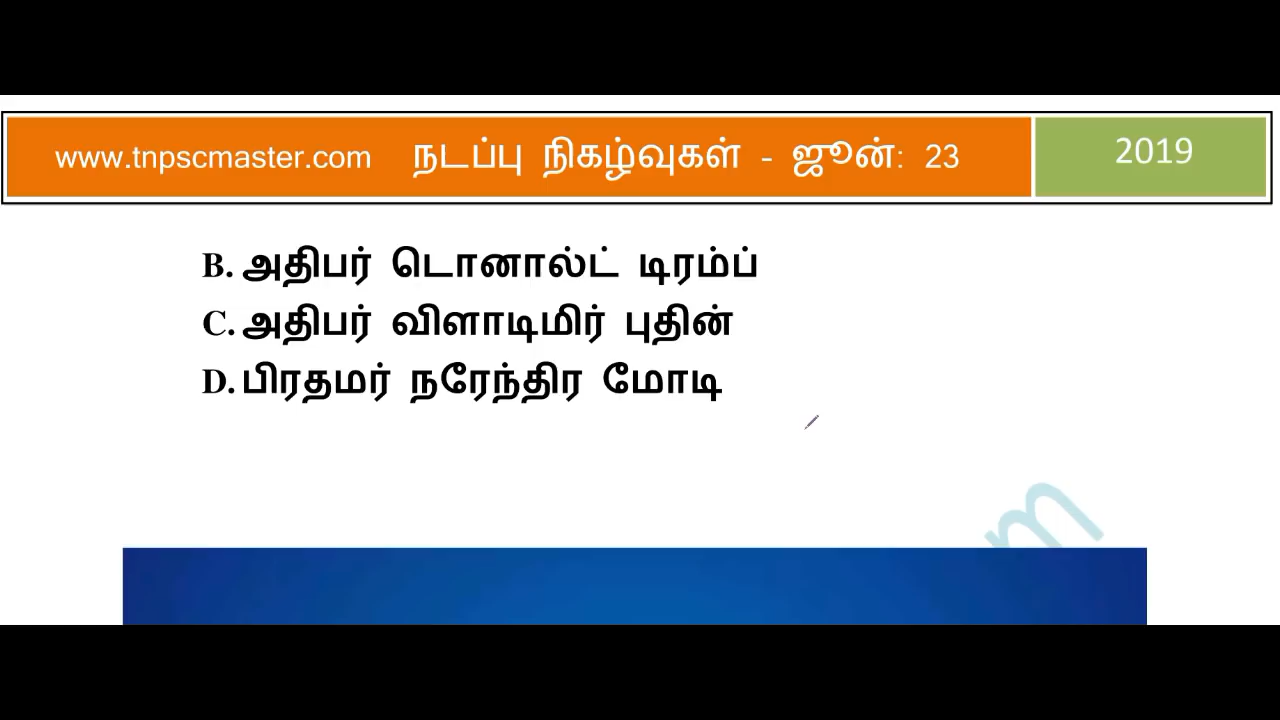 www.tnpscmaster.com நடப்பு நிகழ்வுகள் - ஜூன்: 23 2019
B. அதிபர் டொனால்ட் டிரம்ப்
C. அதிபர் விளாடிமிர் புதின்
D. பிரதமர் நரேந்திர மோடி
m